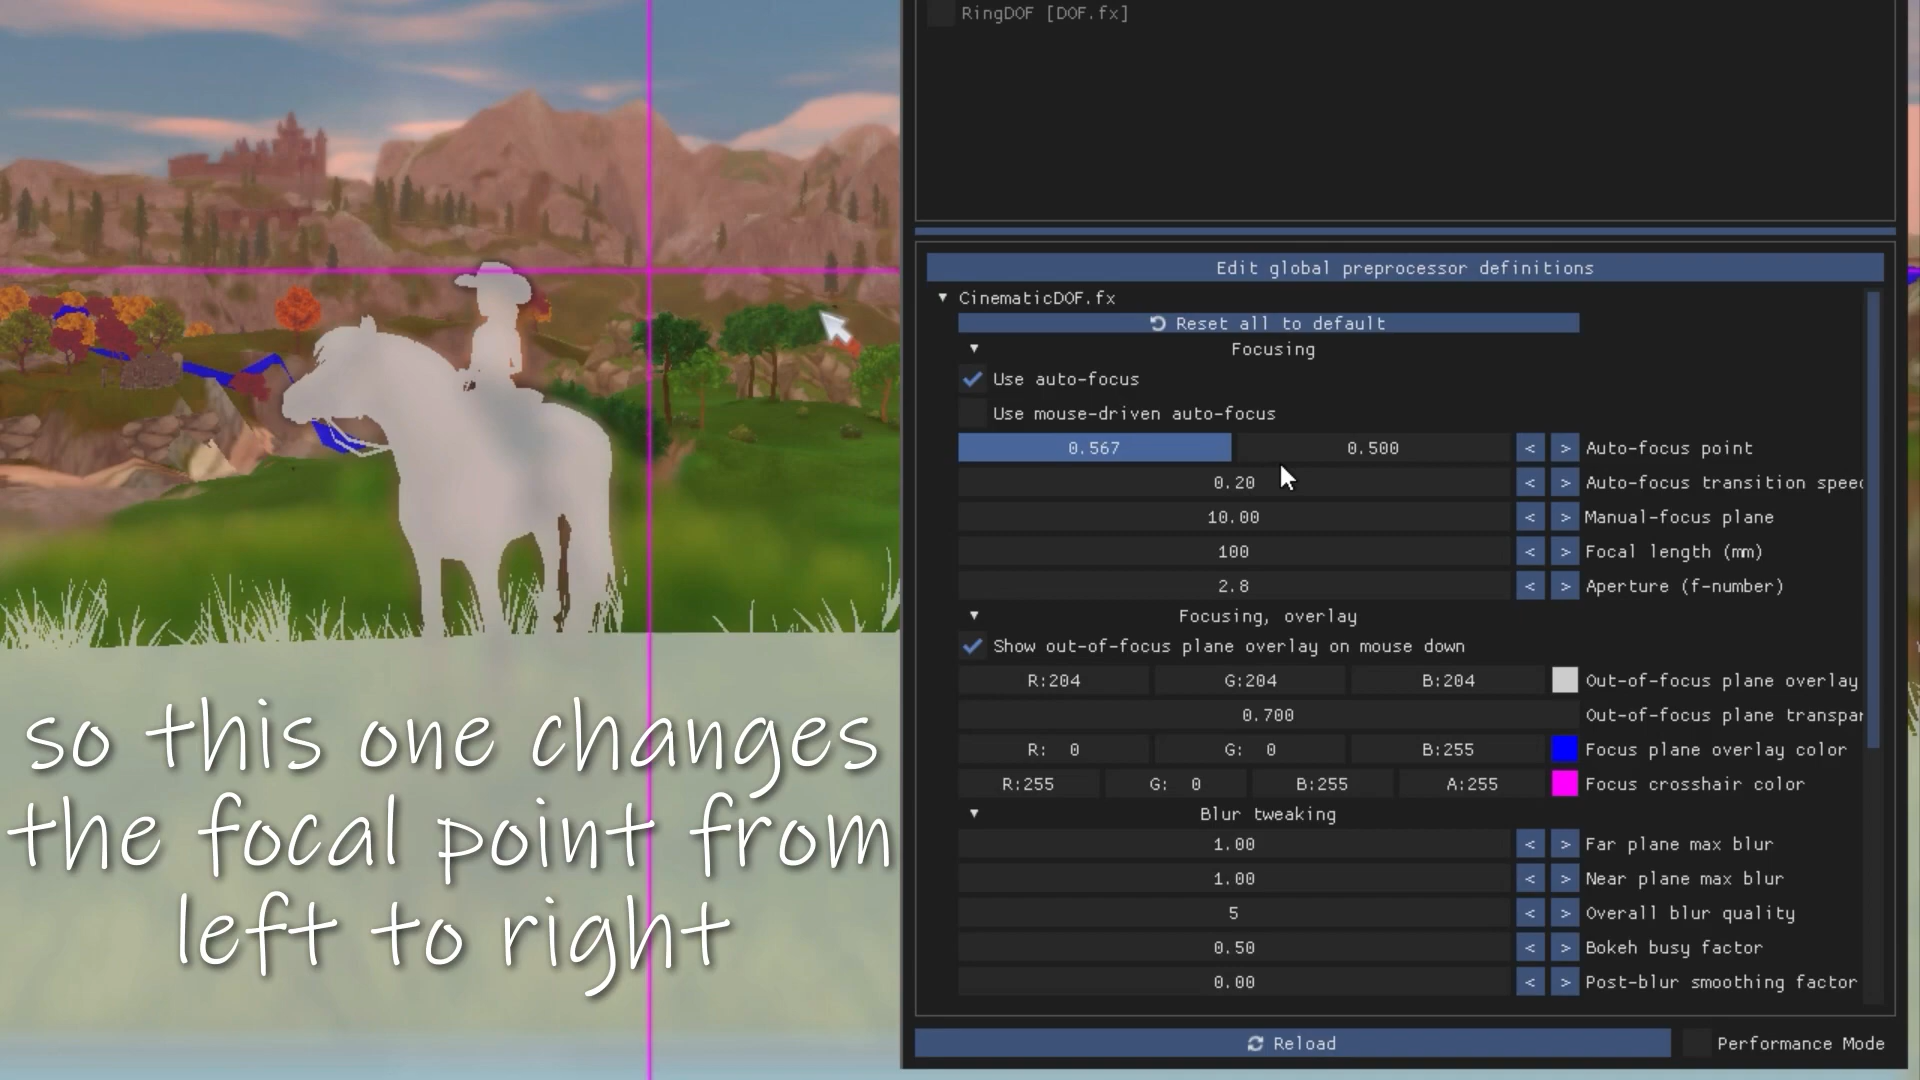 RingDOF [DOF.fx]
Edit global preprocessor definitions
CinematicDOF.fx
Reset all to default
Focusing
Use auto-focus
Use mouse-driven auto-focus
0.567 0.500 < > Auto-focus point
0.20 < > Auto-focus transition speed
10.00 < > Manual-focus plane
100 < > Focal length (mm)
2.8 < > Aperture (f-number)
Focusing, overlay
Show out-of-focus plane overlay on mouse down
R:204 G:204 B:204 Out-of-focus plane overlay
0.700 Out-of-focus plane transpar
R: 0 G: 0 B:255 Focus plane overlay color
R:255 G: 0 B:255 A:255 Focus crosshair color
Blur tweaking
1.00 < > Far plane max blur
1.00 < > Near plane max blur
5 < > Overall blur quality
0.50 < > Bokeh busy factor
0.00 < > Post-blur smoothing factor
Reload
Performance Mode
so this one changes
the focal point from
left to right